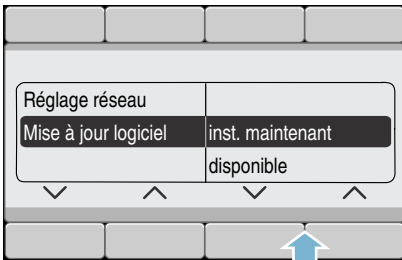 Réglage réseau
Mise à jour logiciel inst. maintenant
disponible